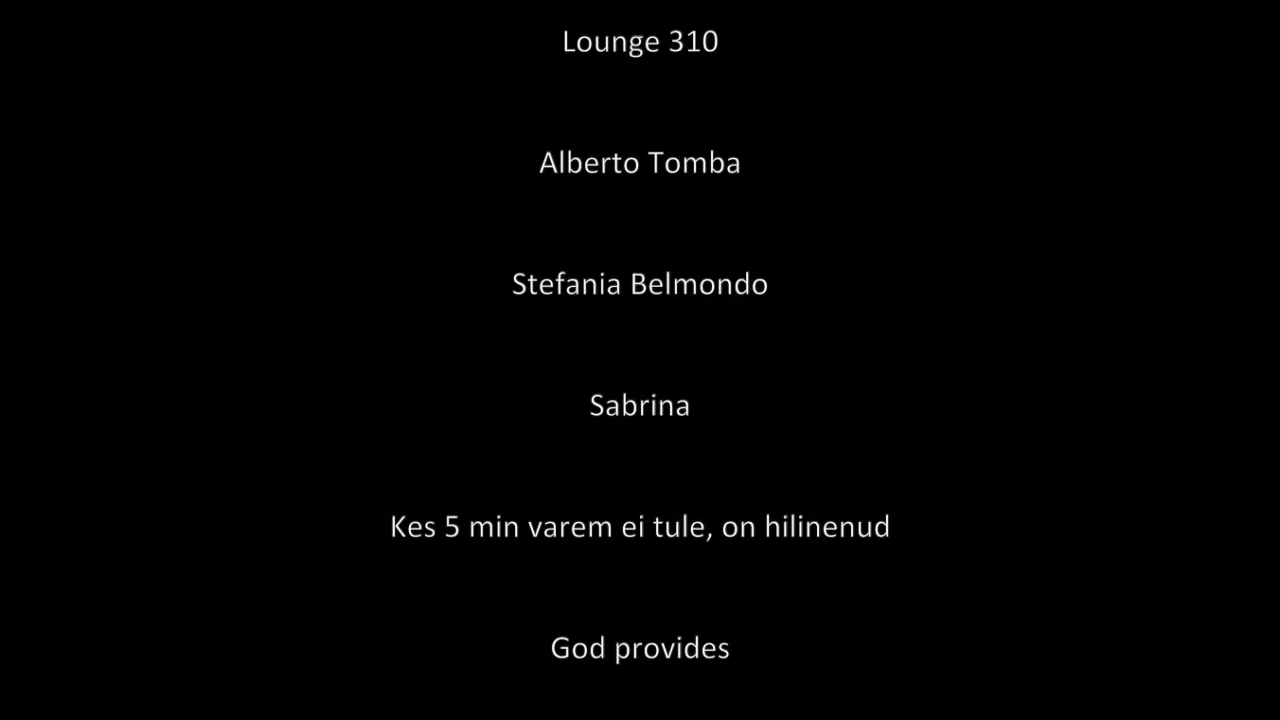 Lounge 310
Alberto Tomba
Stefania Belmondo
Sabrina
Kes 5 min varem ei tule, on hilinenud
God provides